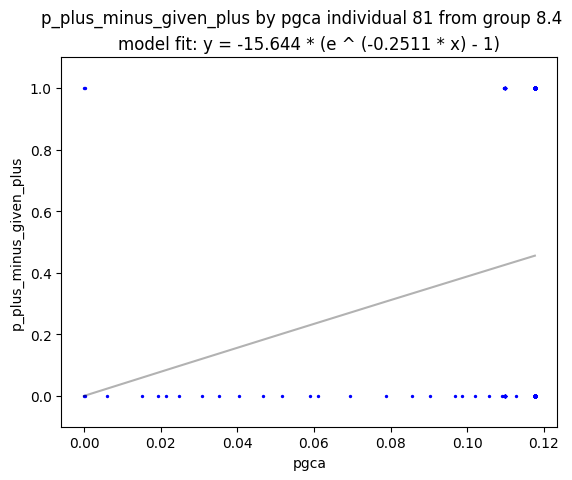 p_plus_minus_given_plus by pgca individual 81 from group 8.4
model fit: y = -15.644 * (e ^ (-0.2511 * x) - 1)
1.0
0.8
0.6
0.4
0.2
0.0
p_plus_minus_given_plus
0.00 0.02 0.04 0.06 0.08 0.10 0.12
pgca